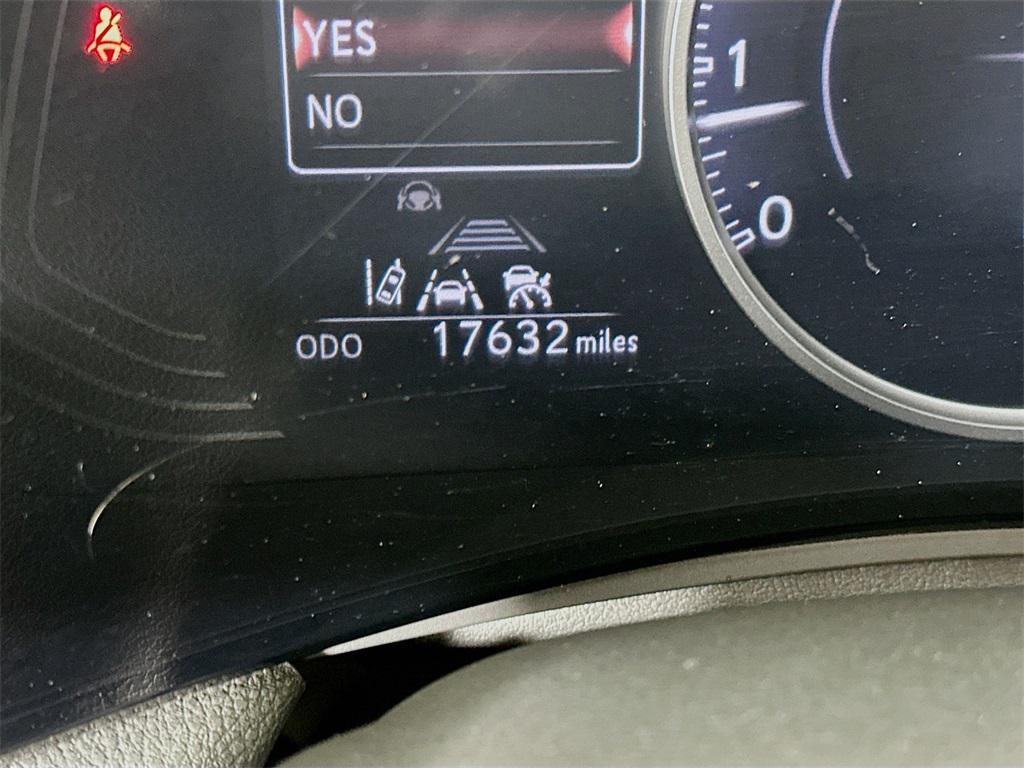 YES
NO
ODO 17632 miles
1
0